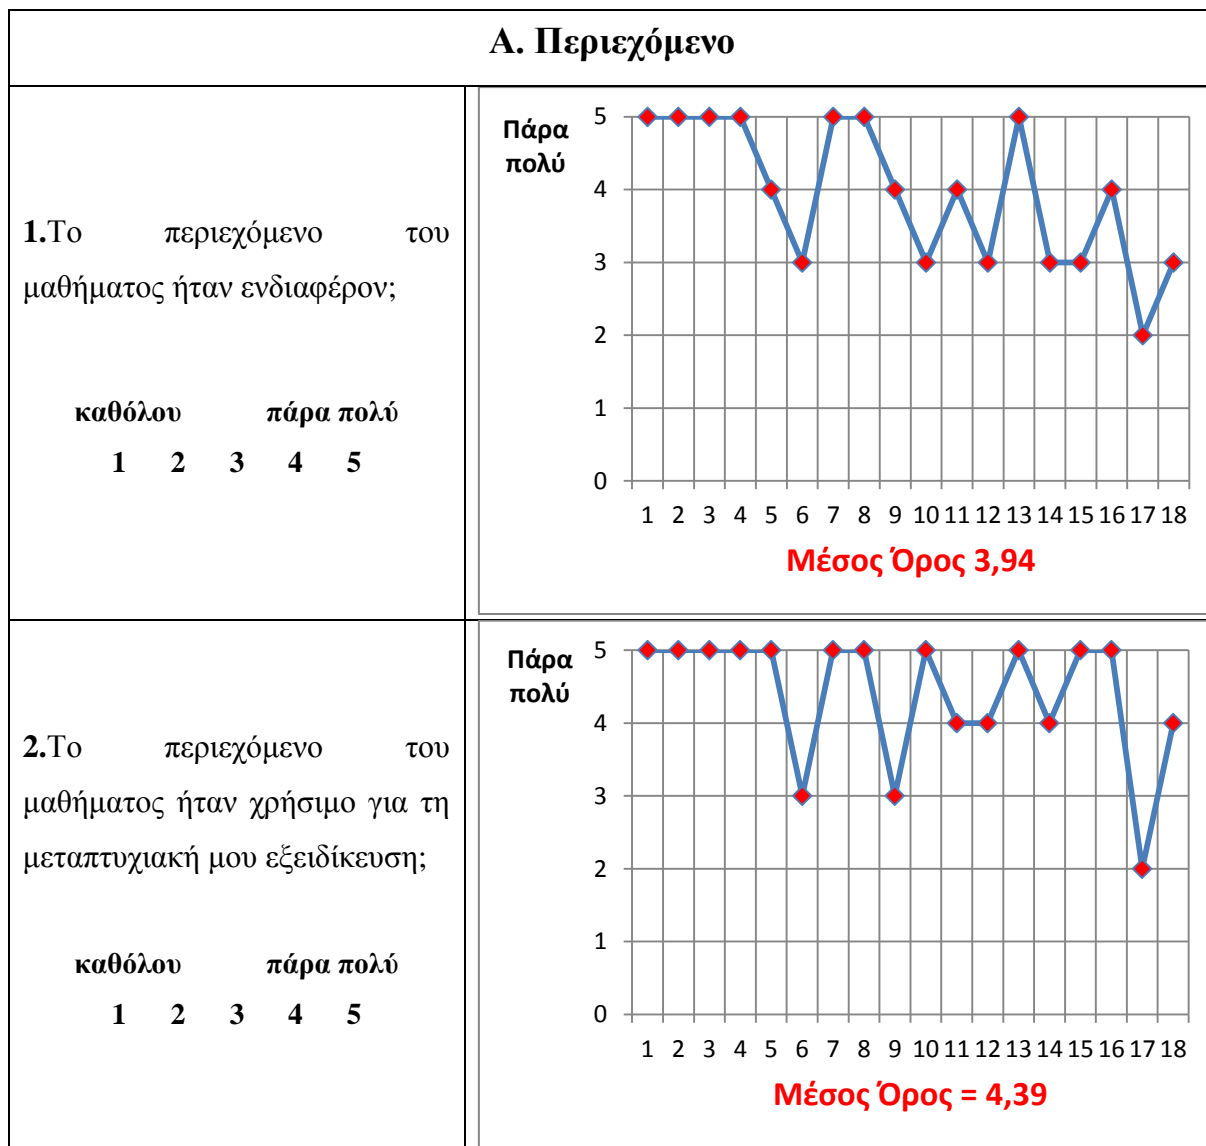 Α. Περιεχόμενο
1.Το περιεχόμενο του
μαθήματος ήταν ενδιαφέρον;
καθόλου πάρα πολύ
1 2 3 4 5
Πάρα
πολύ
5
4
3
2
1
0
1 2 3 4 5 6 7 8 9 10 11 12 13 14 15 16 17 18
Μέσος Όρος 3,94
2.Το περιεχόμενο του
μαθήματος ήταν χρήσιμο για τη
μεταπτυχιακή μου εξειδίκευση;
καθόλου πάρα πολύ
1 2 3 4 5
Πάρα
πολύ
5
4
3
2
1
0
1 2 3 4 5 6 7 8 9 10 11 12 13 14 15 16 17 18
Μέσος Όρος = 4,39